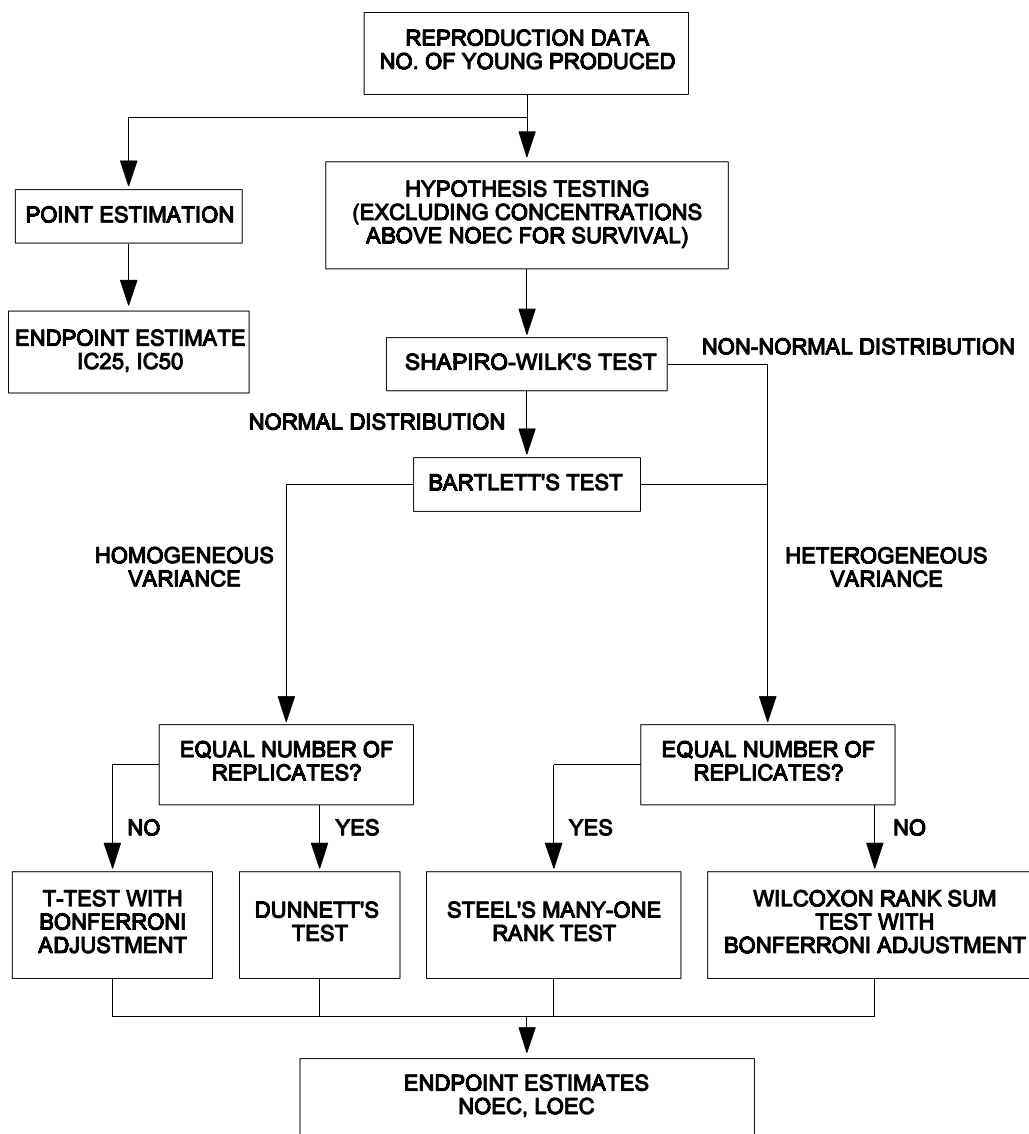 REPRODUCTION DATA
NO. OF YOUNG PRODUCED
POINT ESTIMATION
HYPOTHESIS TESTING
(EXCLUDING CONCENTRATIONS
ABOVE NOEC FOR SURVIVAL)
ENDPOINT ESTIMATE
IC25, IC50
SHAPIRO-WILK'S TEST
NON-NORMAL DISTRIBUTION
NORMAL DISTRIBUTION
BARTLETT'S TEST
HOMOGENEOUS
VARIANCE
HETEROGENEOUS
VARIANCE
EQUAL NUMBER OF
REPLICATES?
EQUAL NUMBER OF
REPLICATES?
NO
YES
YES
NO
T-TEST WITH
BONFERRONI
ADJUSTMENT
DUNNETT'S
TEST
STEEL'S MANY-ONE
RANK TEST
WILCOXON RANK SUM
TEST WITH
BONFERRONI ADJUSTMENT
ENDPOINT ESTIMATES
NOEC, LOEC